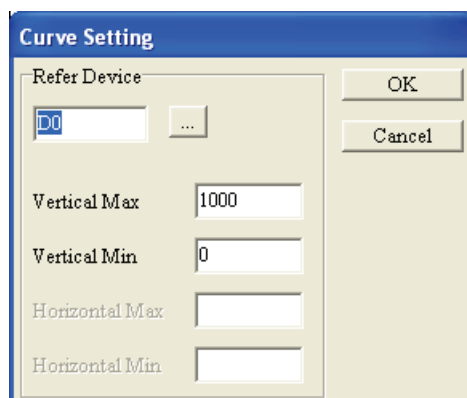 Curve Setting
Refer Device
OK
D0
...
Cancel
Vertical Max
1000
Vertical Min
0
Horizontal Max
Horizontal Min